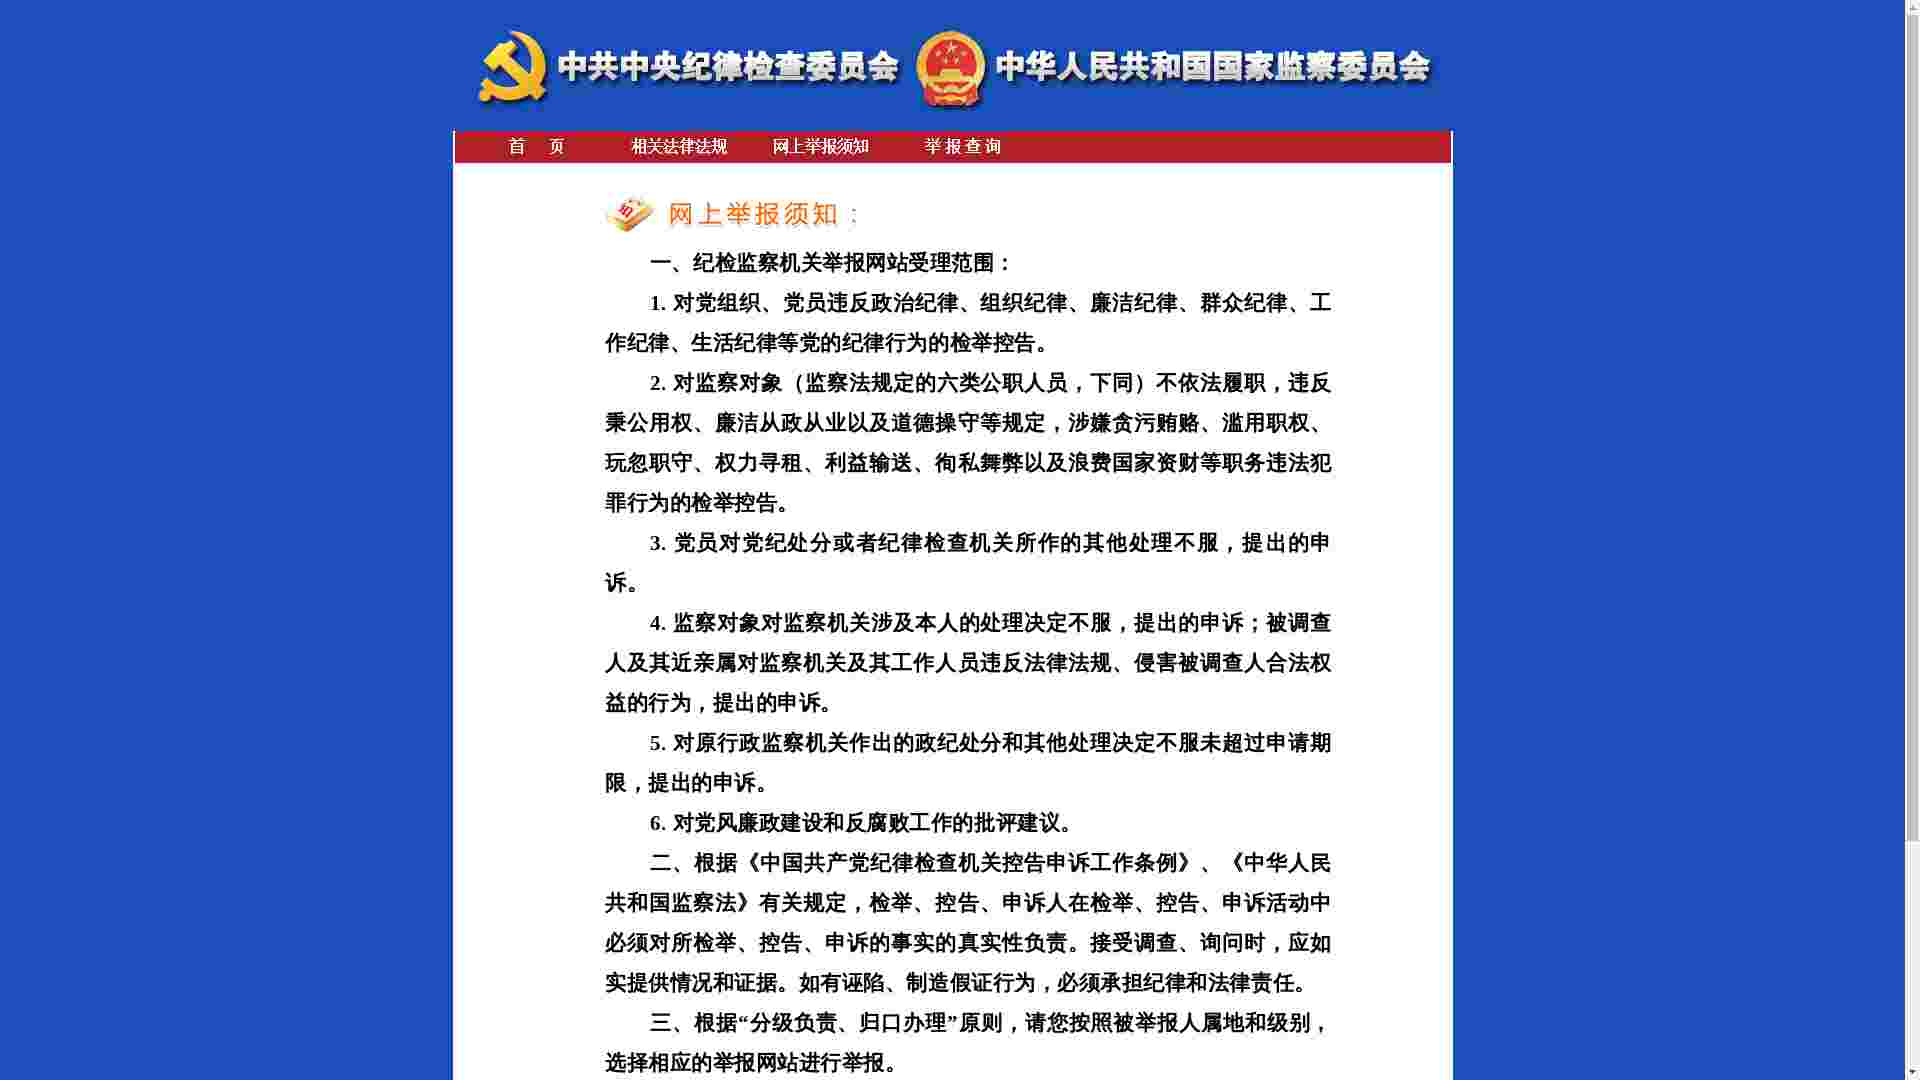 中共中央纪律检查委员会 中华人民共和国国家监察委员会
首 页 相关法律法规 网上举报须知 举报查询
网上举报须知：
一、纪检监察机关举报网站受理范围：
1. 对党组织、党员违反政治纪律、组织纪律、廉洁纪律、群众纪律、工
作纪律、生活纪律等党的纪律行为的检举控告。
2. 对监察对象（监察法规定的六类公职人员，下同）不依法履职，违反
秉公用权、廉洁从政从业以及道德操守等规定，涉嫌贪污贿赂、滥用职权、
玩忽职守、权力寻租、利益输送、徇私舞弊以及浪费国家资财等职务违法犯
罪行为的检举控告。
3. 党员对党纪处分或者纪律检查机关所作的其他处理不服，提出的申
诉。
4. 监察对象对监察机关涉及本人的处理决定不服，提出的申诉；被调查
人及其近亲属对监察机关及其工作人员违反法律法规、侵害被调查人合法权
益的行为，提出的申诉。
5. 对原行政监察机关作出的政纪处分和其他处理决定不服未超过申请期
限，提出的申诉。
6. 对党风廉政建设和反腐败工作的批评建议。
二、根据《中国共产党纪律检查机关控告申诉工作条例》、《中华人民
共和国监察法》有关规定，检举、控告、申诉人在检举、控告、申诉活动中
必须对所检举、控告、申诉的事实的真实性负责。接受调查、询问时，应如
实提供情况和证据。如有诬陷、制造假证行为，必须承担纪律和法律责任。
三、根据“分级负责、归口办理”原则，请您按照被举报人属地和级别，
选择相应的举报网站进行举报。